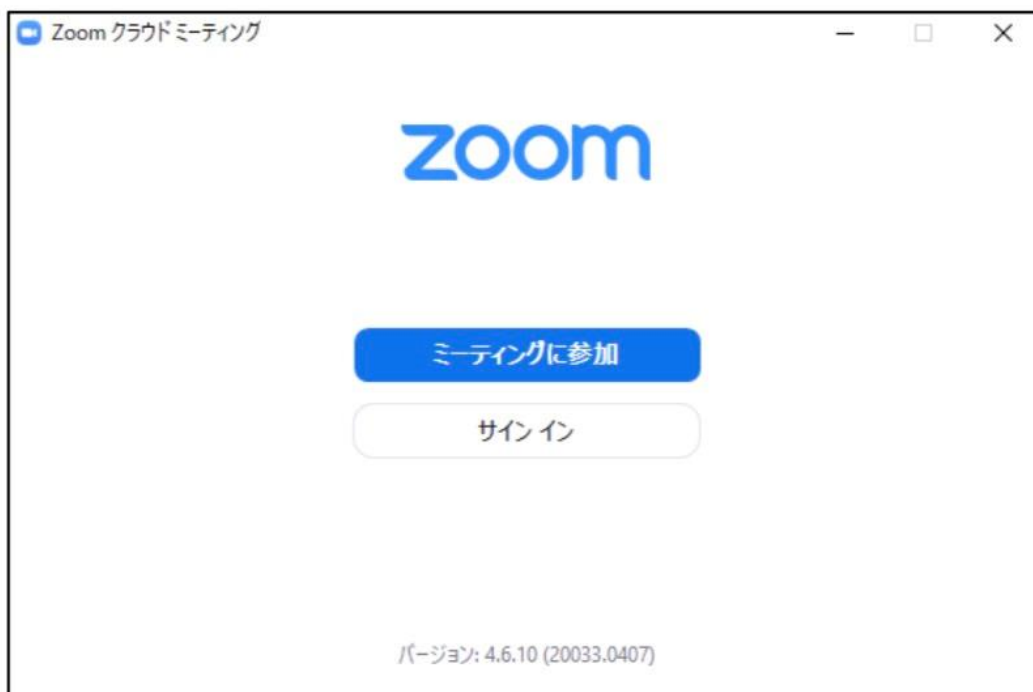 Zoom クラウド ミーティング
zoom
ミーティングに参加
サイン イン
バージョン: 4.6.10 (20033.0407)